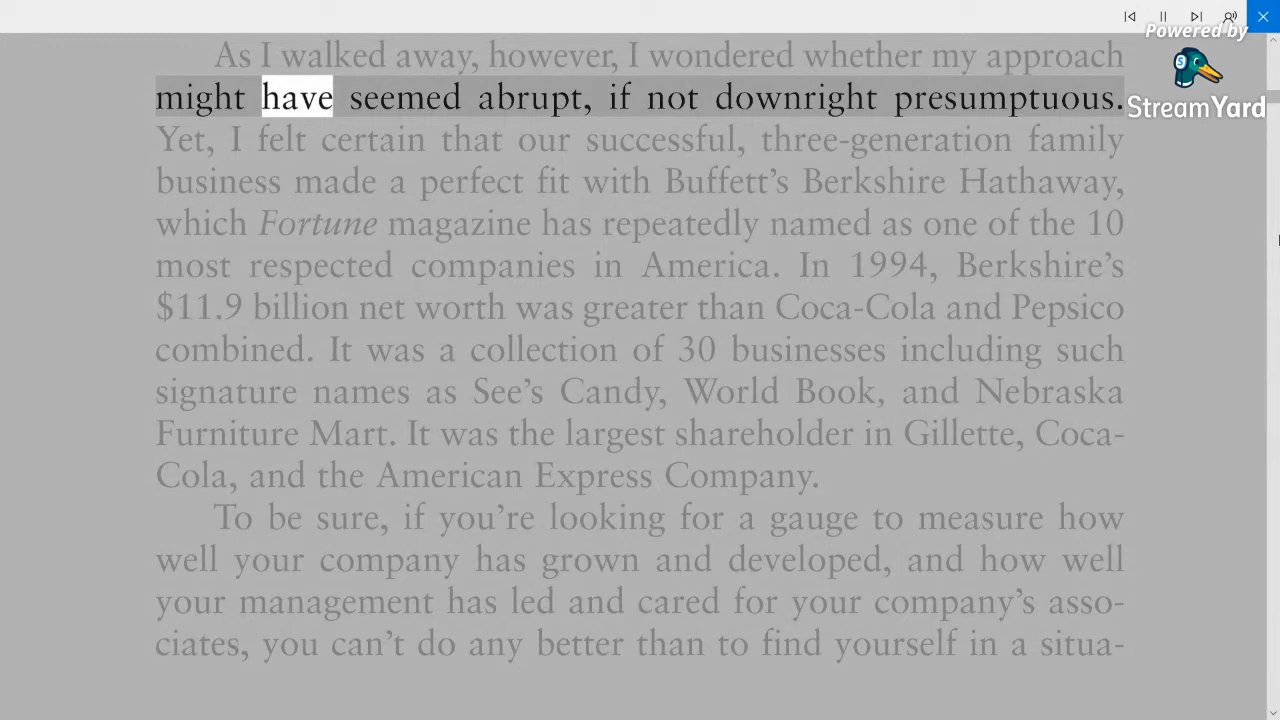 Powered by
StreamYard
As I walked away, however, I wondered whether my approach
might have seemed abrupt, if not downright presumptuous.
Yet, I felt certain that our successful, three-generation family
business made a perfect fit with Buffett’s Berkshire Hathaway,
which Fortune magazine has repeatedly named as one of the 10
most respected companies in America. In 1994, Berkshire’s
$11.9 billion net worth was greater than Coca-Cola and Pepsico
combined. It was a collection of 30 businesses including such
signature names as See’s Candy, World Book, and Nebraska
Furniture Mart. It was the largest shareholder in Gillette, Coca-
Cola, and the American Express Company.
To be sure, if you’re looking for a gauge to measure how
well your company has grown and developed, and how well
your management has led and cared for your company’s asso-
ciates, you can’t do any better than to find yourself in a situa-